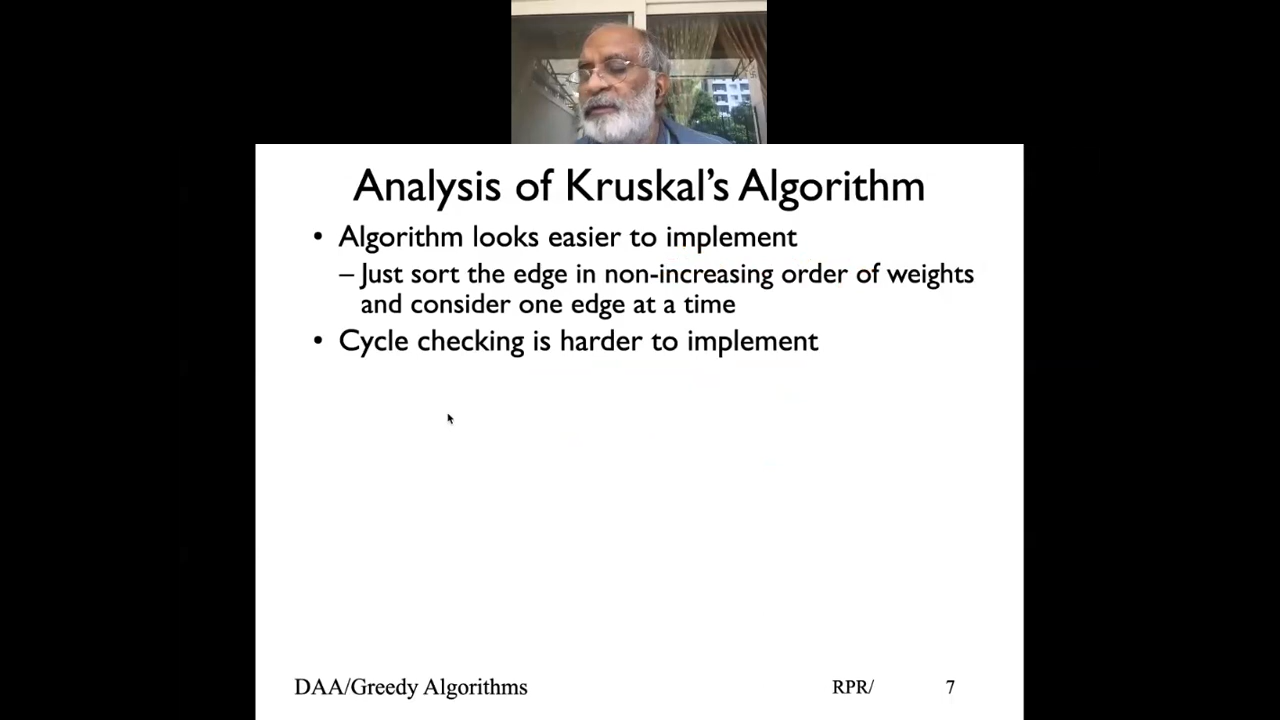 Analysis of Kruskal's Algorithm
• Algorithm looks easier to implement
– Just sort the edge in non-increasing order of weights
and consider one edge at a time
• Cycle checking is harder to implement
DAA/Greedy Algorithms RPR/ 7